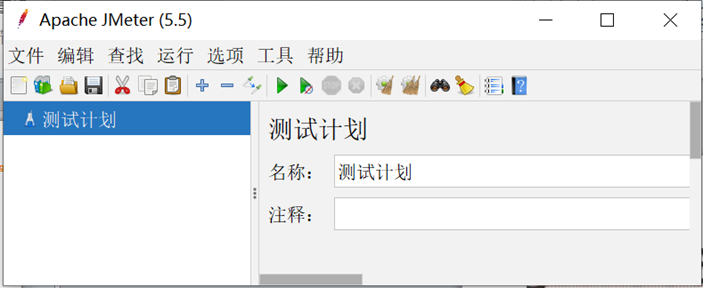 Apache JMeter (5.5)
文件 编辑 查找 运行 选项 工具 帮助
测试计划
测试计划
名称： 测试计划
注释：